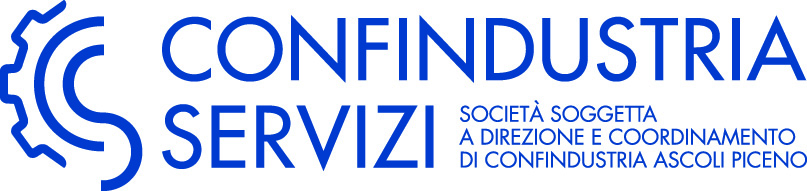 CONFINDUSTRIA
SERVIZI
SOCIETÀ SOGGETTA
A DIREZIONE E COORDINAMENTO
DI CONFINDUSTRIA ASCOLI PICENO